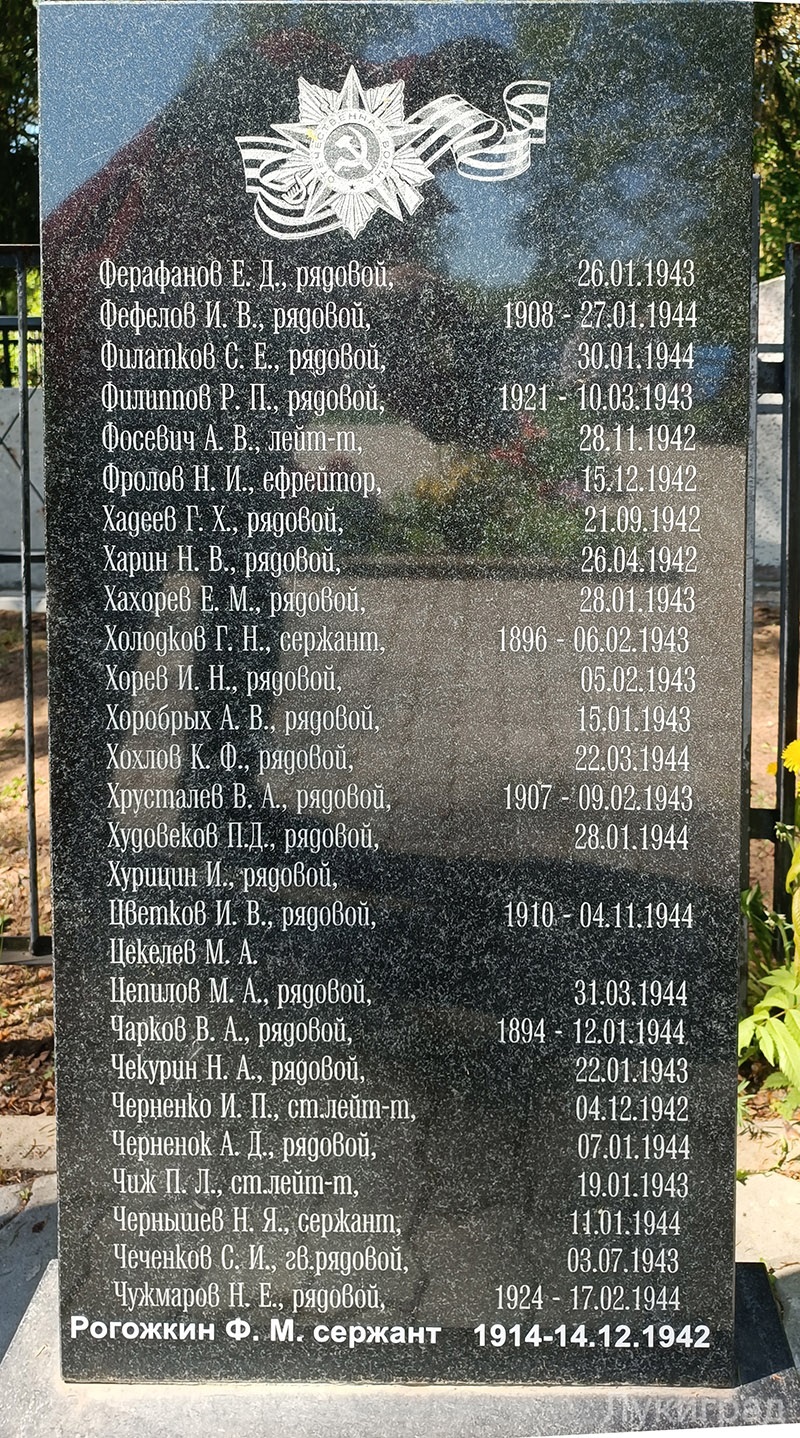 ОТЕЧЕСТВЕННАЯ ВОЙНА
Ферафанов Е. Д., рядовой, 26.01.1943
Фефелов И. В., рядовой, 1908 - 27.01.1944
Филатков С. Е., рядовой, 30.01.1944
Филиппов Р. П., рядовой, 1921 - 10.03.1943
Фосевич А. В., лейт-т, 28.11.1942
Фролов Н. И., ефрейтор, 15.12.1942
Хадеев Г. Х., рядовой, 21.09.1942
Харин Н. В., рядовой, 26.04.1942
Хахорев Е. М., рядовой, 28.01.1943
Холодков Г. Н., сержант, 1896 - 06.02.1943
Хорев И. Н., рядовой, 05.02.1943
Хоробрых А. В., рядовой, 15.01.1943
Хохлов К. Ф., рядовой, 22.03.1944
Хрусталев В. А., рядовой, 1907 - 09.02.1943
Худовеков П.Д., рядовой, 28.01.1944
Хурицин И., рядовой,
Цветков И. В., рядовой, 1910 - 04.11.1944
Цекелев М. А.
Цепилов М. А., рядовой, 31.03.1944
Чарков В. А., рядовой, 1894 - 12.01.1944
Чекурин Н. А., рядовой, 22.01.1943
Черненко И. П., ст.лейт-т, 04.12.1942
Черненок А. Д., рядовой, 07.01.1944
Чиж П. Л., ст.лейт-т, 19.01.1943
Чернышев Н. Я., сержант, 11.01.1944
Чеченков С. И., гв.рядовой, 03.07.1943
Чужмаров Н. Е., рядовой, 1924 - 17.02.1944
Рогожкин Ф. М. сержант 1914-14.12.1942
Лукиград